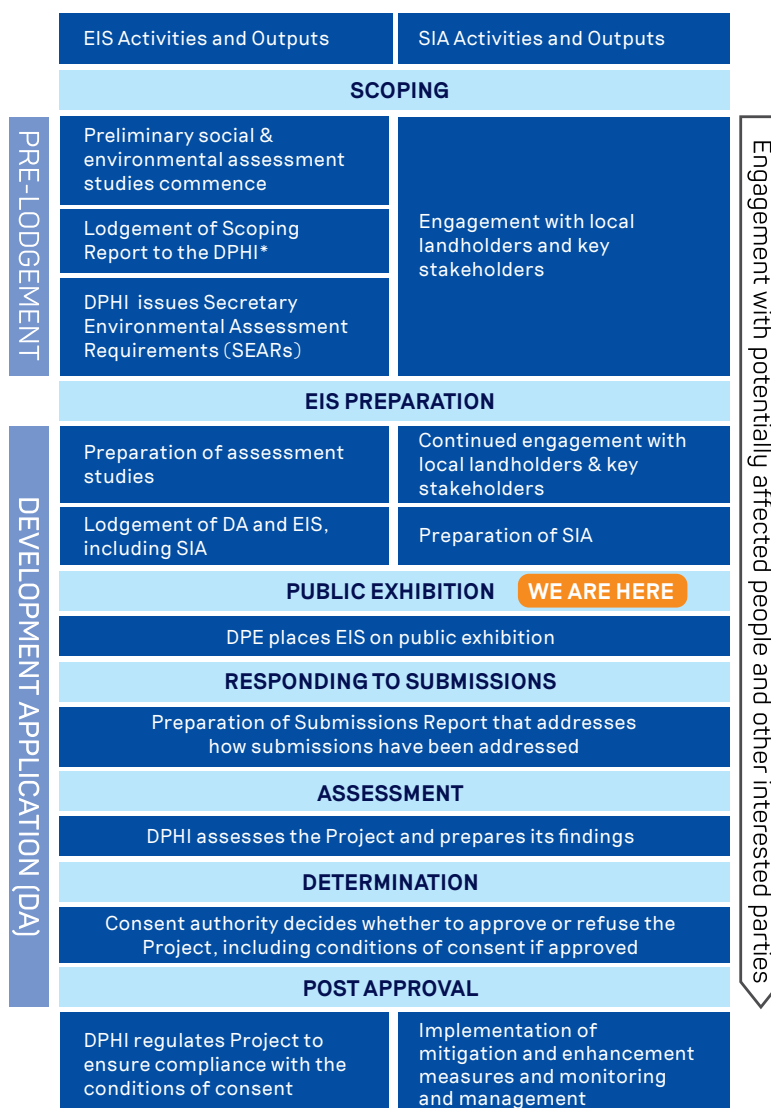 EIS Activities and Outputs
SIA Activities and Outputs
SCOPING
PRE-LODGEMENT
Preliminary social &
environmental assessment
studies commence
Lodgement of Scoping
Report to the DPHI*
DPHI issues Secretary
Environmental Assessment
Requirements (SEARs)
Engagement with local
landholders and key
stakeholders
EIS PREPARATION
DEVELOPMENT APPLICATION (DA)
Preparation of assessment
studies
Continued engagement with
local landholders & key
stakeholders
Lodgement of DA and EIS,
including SIA
Preparation of SIA
PUBLIC EXHIBITION
WE ARE HERE
DPE places EIS on public exhibition
RESPONDING TO SUBMISSIONS
Preparation of Submissions Report that addresses
how submissions have been addressed
ASSESSMENT
DPHI assesses the Project and prepares its findings
DETERMINATION
Consent authority decides whether to approve or refuse the
Project, including conditions of consent if approved
POST APPROVAL
DPHI regulates Project to
ensure compliance with the
conditions of consent
Implementation of
mitigation and enhancement
measures and monitoring
and management
Engagement with potentially affected people and other interested parties